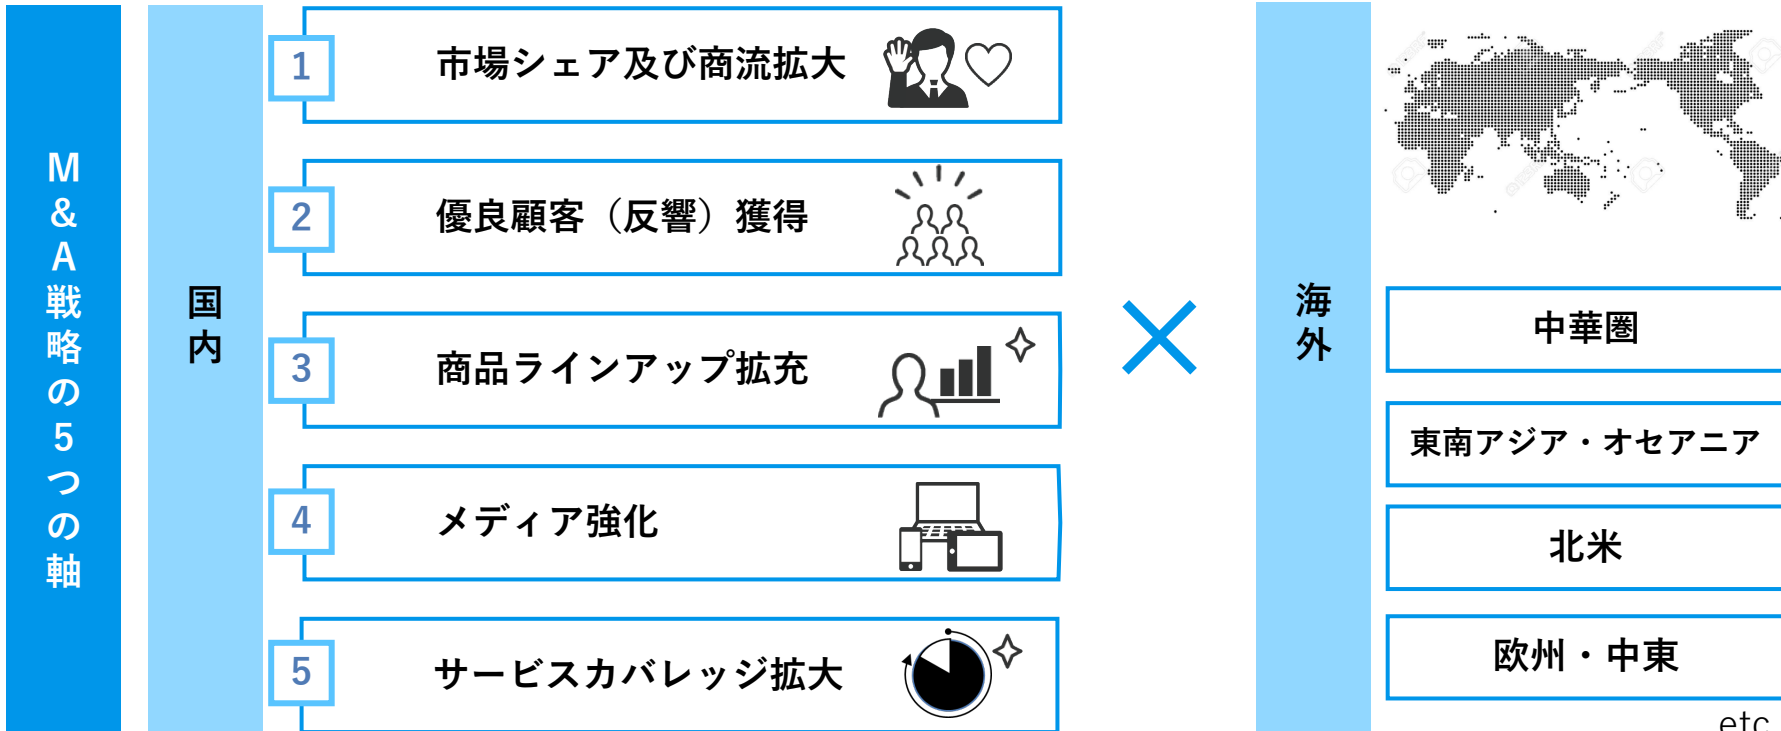 M&A戦略の5つの軸
国内
1
市場シェア及び商流拡大
2
優良顧客（反響）獲得
3
商品ラインアップ拡充
4
メディア強化
5
サービスカバレッジ拡大
海外
中華圏
東南アジア・オセアニア
北米
欧州・中東
etc